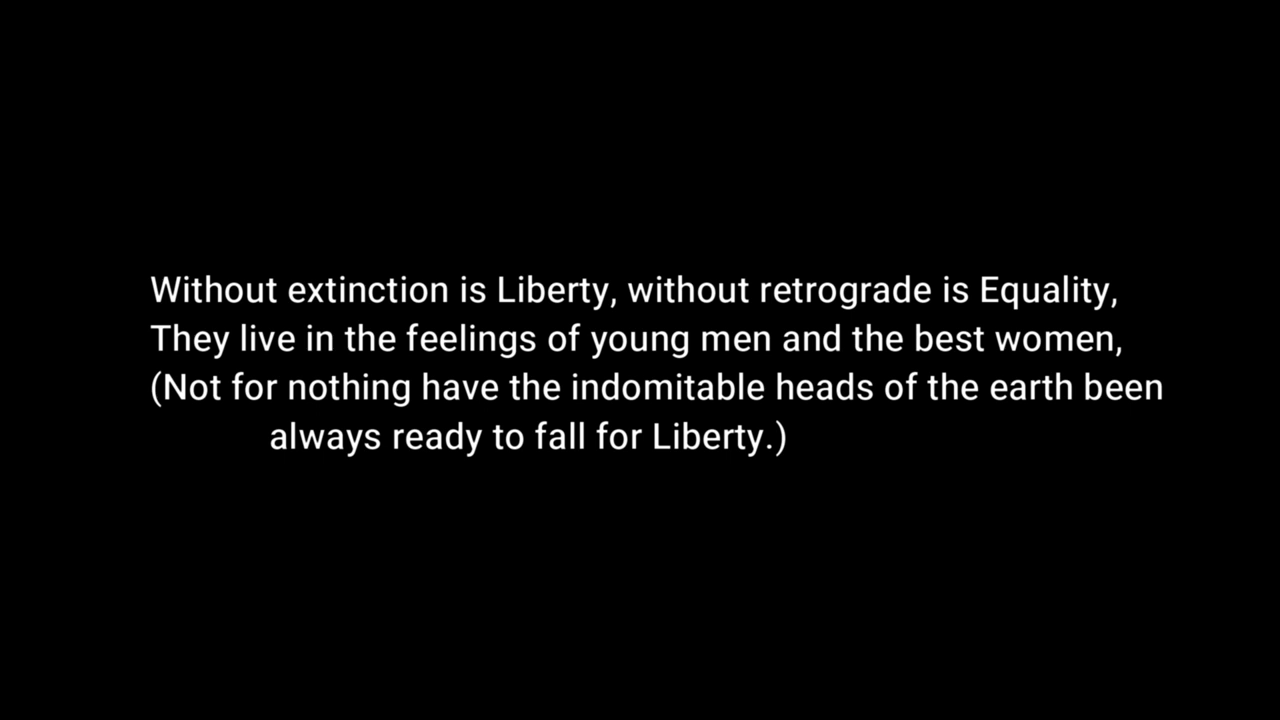 Without extinction is Liberty, without retrograde is Equality,
They live in the feelings of young men and the best women,
(Not for nothing have the indomitable heads of the earth been
always ready to fall for Liberty.)